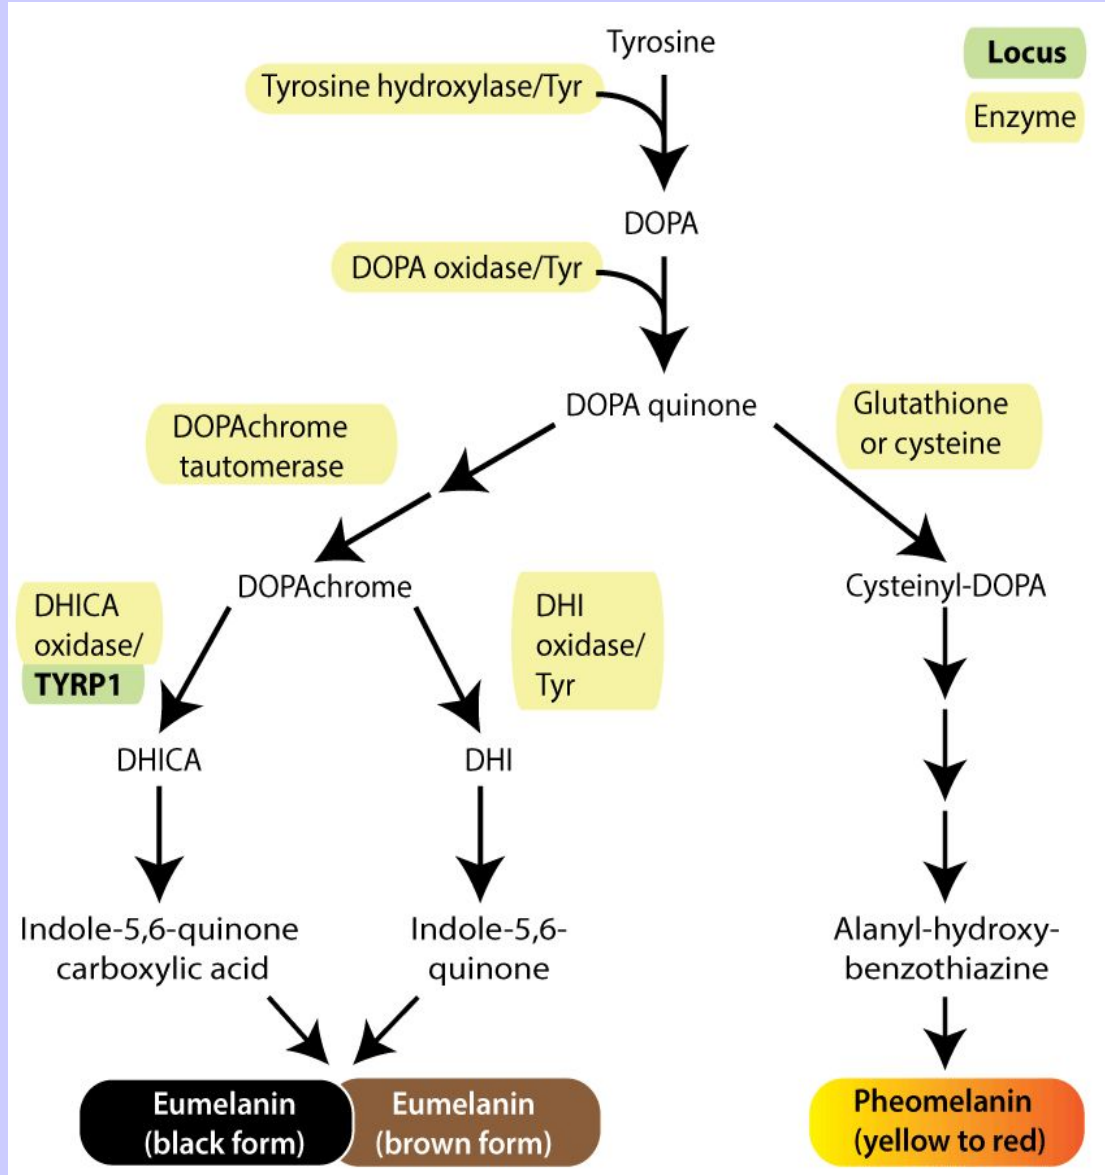 Tyrosine
Locus
Tyrosine hydroxylase/Tyr
Enzyme
DOPA
DOPA oxidase/Tyr
DOPA quinone
Glutathione
or cysteine
DOPAchrome
tautomerase
DOPAchrome
Cysteinyl-DOPA
DHICA
oxidase/
TYRP1
DHI
oxidase/
Tyr
DHICA
DHI
Indole-5,6-quinone
carboxylic acid
Indole-5,6-
quinone
Alanyl-hydroxy-
benzothiazine
Eumelanin
(black form)
Eumelanin
(brown form)
Pheomelanin
(yellow to red)